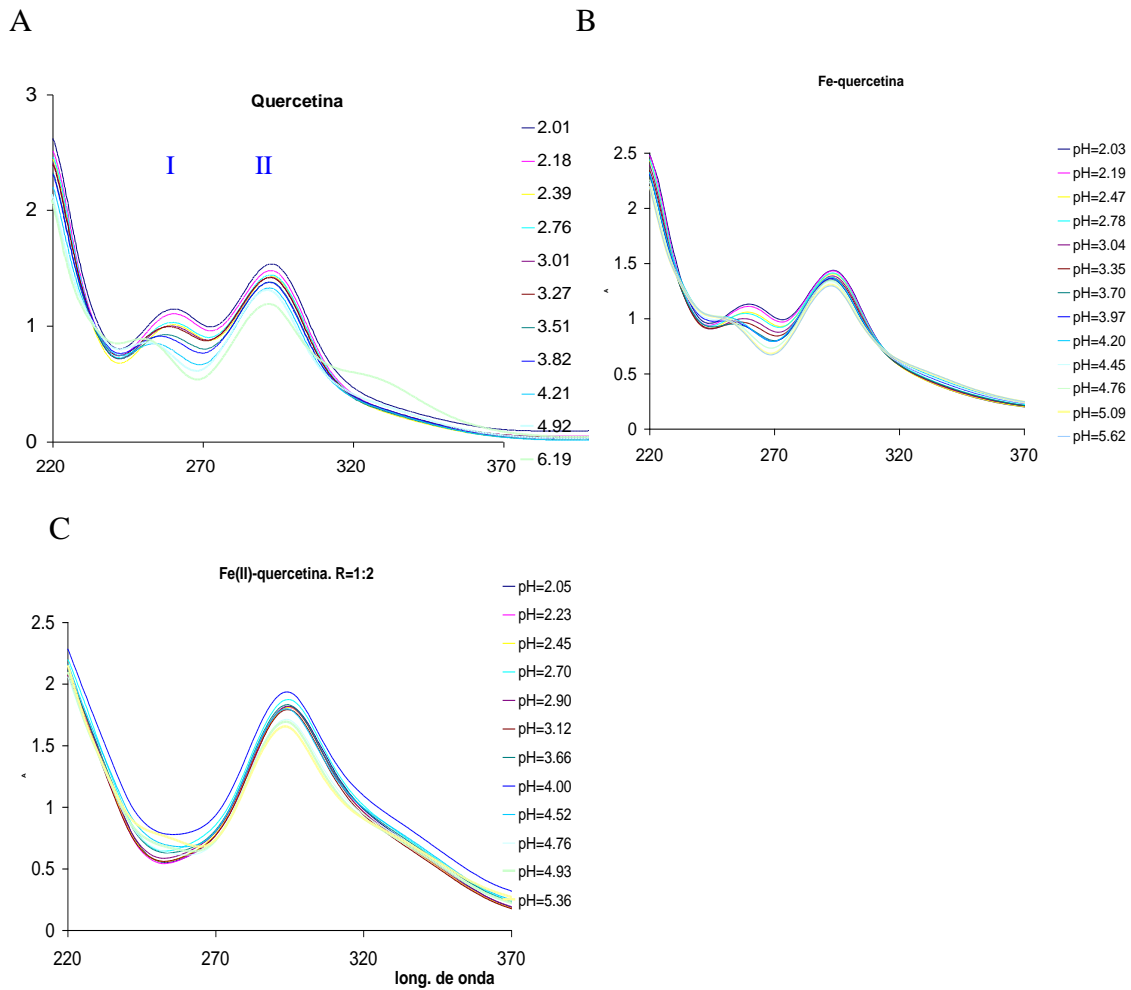 A
B
Quercetina
I
II
3
2
1
0
220
270
320
370
2.01
2.18
2.39
2.76
3.01
3.27
3.51
3.82
4.21
4.92
6.19
Fe-quercetina
2.5
2
1.5
1
0.5
0
A
220
270
320
370
pH=2.03
pH=2.19
pH=2.47
pH=2.78
pH=3.04
pH=3.35
pH=3.70
pH=3.97
pH=4.20
pH=4.45
pH=4.76
pH=5.09
pH=5.62
C
Fe(II)-quercetina. R=1:2
2.5
2
1.5
1
0.5
0
A
220
270
320
370
long. de onda
pH=2.05
pH=2.23
pH=2.45
pH=2.70
pH=2.90
pH=3.12
pH=3.66
pH=4.00
pH=4.52
pH=4.76
pH=4.93
pH=5.36